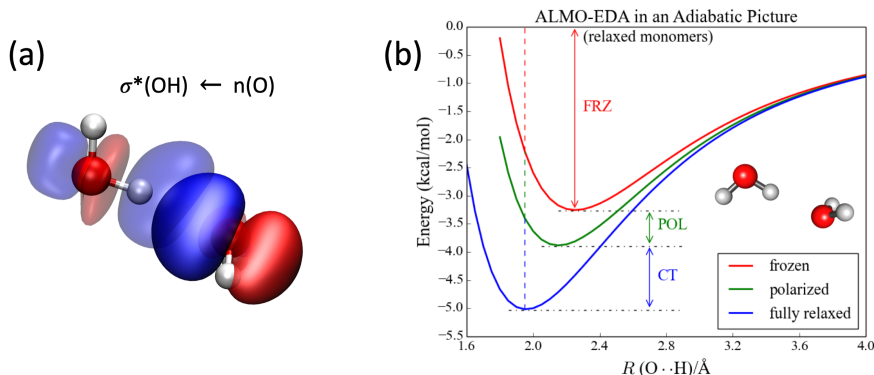 (a)
σ*(OH) ← n(O)
(b)
ALMO-EDA in an Adiabatic Picture
(relaxed monomers)
Energy (kcal/mol)
0.0
−0.5
−1.0
−1.5
−2.0
−2.5
−3.0
−3.5
−4.0
−4.5
−5.0
−5.5
FRZ
POL
CT
frozen
polarized
fully relaxed
1.6 2.0 2.4 2.8 3.2 3.6 4.0
R (O · ·H)/Å